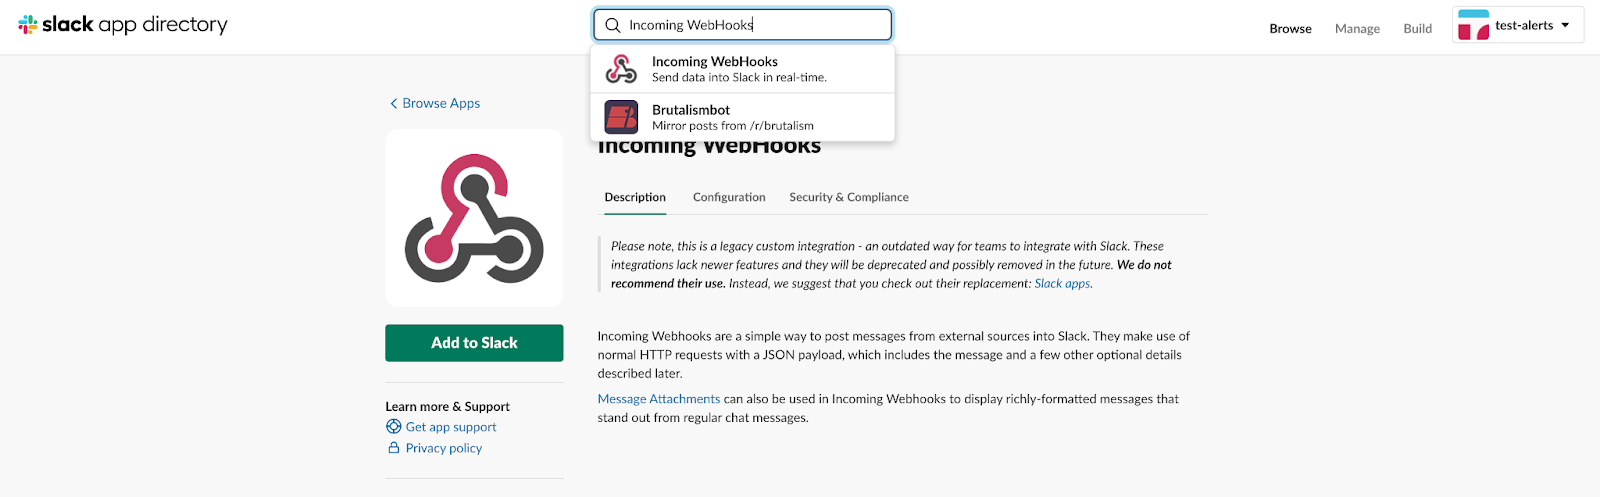 slack app directory
Incoming WebHooks
Browse
Manage
Build
test-alerts
Incoming WebHooks
Send data into Slack in real-time.
Brutalismbot
Mirror posts from /r/brutalism
Browse Apps
Incoming WebHooks
Description
Configuration
Security & Compliance
Please note, this is a legacy custom integration - an outdated way for teams to integrate with Slack. These
integrations lack newer features and they will be deprecated and possibly removed in the future. We do not
recommend their use. Instead, we suggest that you check out their replacement: Slack apps.
Add to Slack
Incoming Webhooks are a simple way to post messages from external sources into Slack. They make use of
normal HTTP requests with a JSON payload, which includes the message and a few other optional details
described later.
Message Attachments can also be used in Incoming Webhooks to display richly-formatted messages that
stand out from regular chat messages.
Learn more & Support
Get app support
Privacy policy